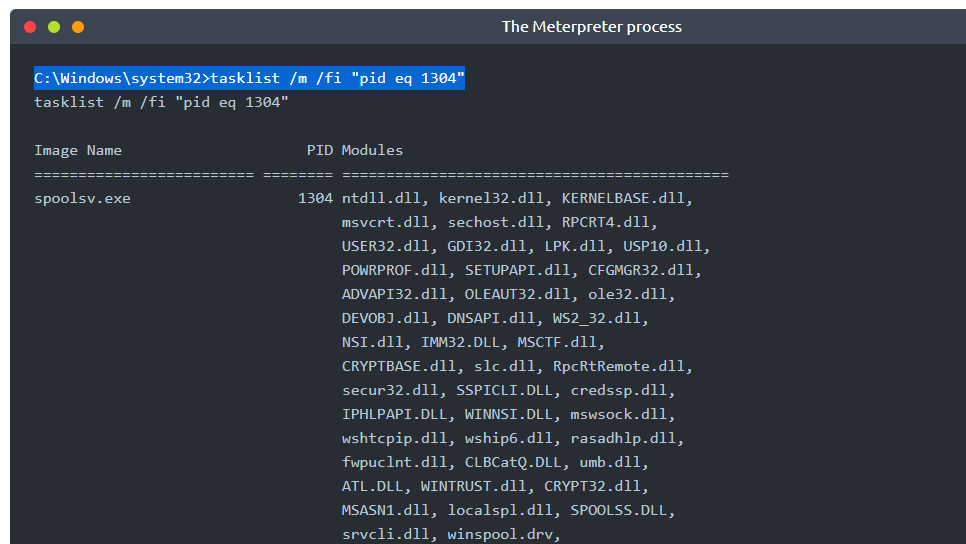 The Meterpreter process
C:\Windows\system32>tasklist /m /fi "pid eq 1304"
tasklist /m /fi "pid eq 1304"
Image Name                     PID Modules
========================= ======== ============================================
spoolsv.exe                   1304 ntdll.dll, kernel32.dll, KERNELBASE.dll,
msvcrt.dll, sechost.dll, RPCRT4.dll,
USER32.dll, GDI32.dll, LPK.dll, USP10.dll,
POWRPROF.dll, SETUPAPI.dll, CFGMGR32.dll,
ADVAPI32.dll, OLEAUT32.dll, ole32.dll,
DEVOBJ.dll, DNSAPI.dll, WS2_32.dll,
NSI.dll, IMM32.DLL, MSCTF.dll,
CRYPTBASE.dll, slc.dll, RpcRtRemote.dll,
secur32.dll, SSPICLI.DLL, credssp.dll,
IPHLPAPI.DLL, WINNSI.DLL, mswsock.dll,
wshtcpip.dll, wship6.dll, rasadhlp.dll,
fwpuclnt.dll, CLBCatQ.DLL, umb.dll,
ATL.DLL, WINTRUST.dll, CRYPT32.dll,
MSASN1.dll, localspl.dll, SPOOLSS.DLL,
srvcli.dll, winspool.drv,